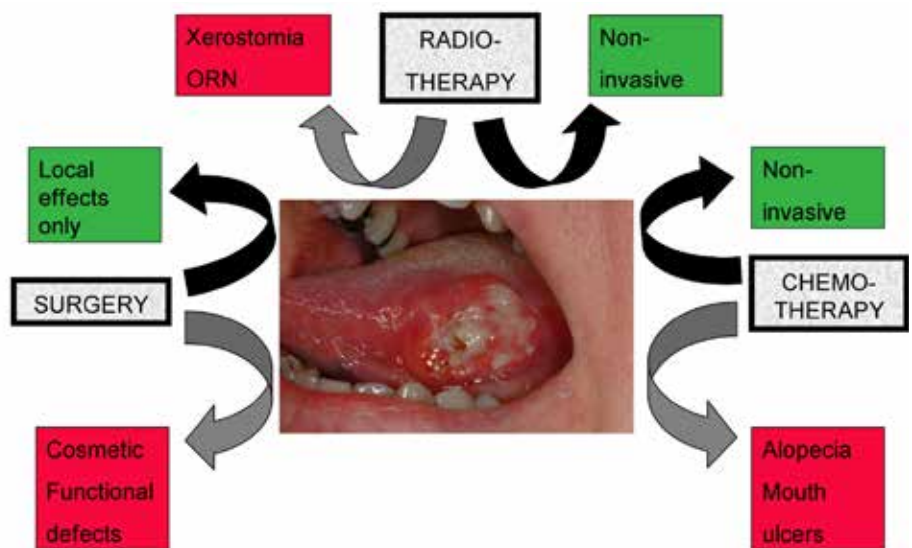 Xerostomia
ORN
RADIO-
THERAPY
Non-
invasive
Local
effects
only
Non-
invasive
SURGERY
CHEMO-
THERAPY
Cosmetic
Functional
defects
Alopecia
Mouth
ulcers